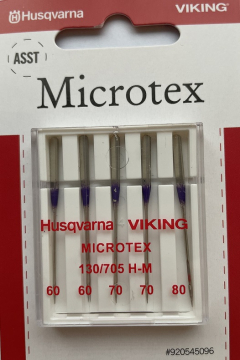 Husqvarna VIKING
ASST
Microtex
Husqvarna VIKING
MICROTEX
130/705 H-M
60 60 70 70 80
#920545096